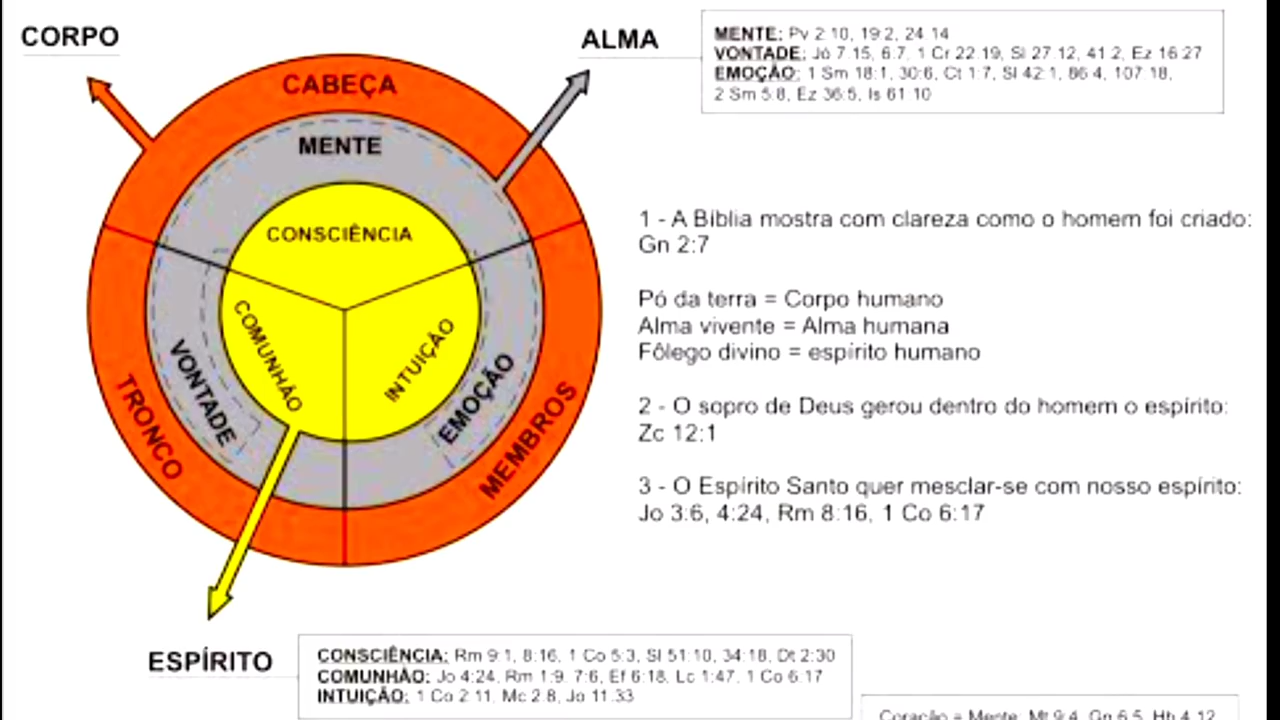 CORPO
ALMA
MENTE: Pv 2:10, 19:2, 24:14
VONTADE: Jó 7:15, 6:7, 1 Cr 22:19, Sl 27:12, 41:2, Ez 16:27
EMOÇÃO: 1 Sm 18:1, 30:6, Ct 1:7, Sl 42:1, 86:4, 107:18,
2 Sm 5:8, Ez 36:5, Is 61:10
CABEÇA
MENTE
CONSCIÊNCIA
COMUNHÃO
INTUIÇÃO
VONTADE
EMOÇÃO
TRONCO
MEMBROS
1 - A Bíblia mostra com clareza como o homem foi criado:
Gn 2:7
Pó da terra = Corpo humano
Alma vivente = Alma humana
Fôlego divino = espírito humano
2 - O sopro de Deus gerou dentro do homem o espírito:
Zc 12:1
3 - O Espírito Santo quer mesclar-se com nosso espírito:
Jo 3:6, 4:24, Rm 8:16, 1 Co 6:17
ESPÍRITO
CONSCIÊNCIA: Rm 9:1, 8:16, 1 Co 5:3, Sl 51:10, 34:18, Dt 2:30
COMUNHÃO: Jo 4:24, Rm 1:9, 7:6, Ef 6:18, Lc 1:47, 1 Co 6:17
INTUIÇÃO: 1 Co 2:11, Mc 2:8, Jo 11:33
Coração = Mente, Mt 9:4, Gn 6:5, Hb 4:12